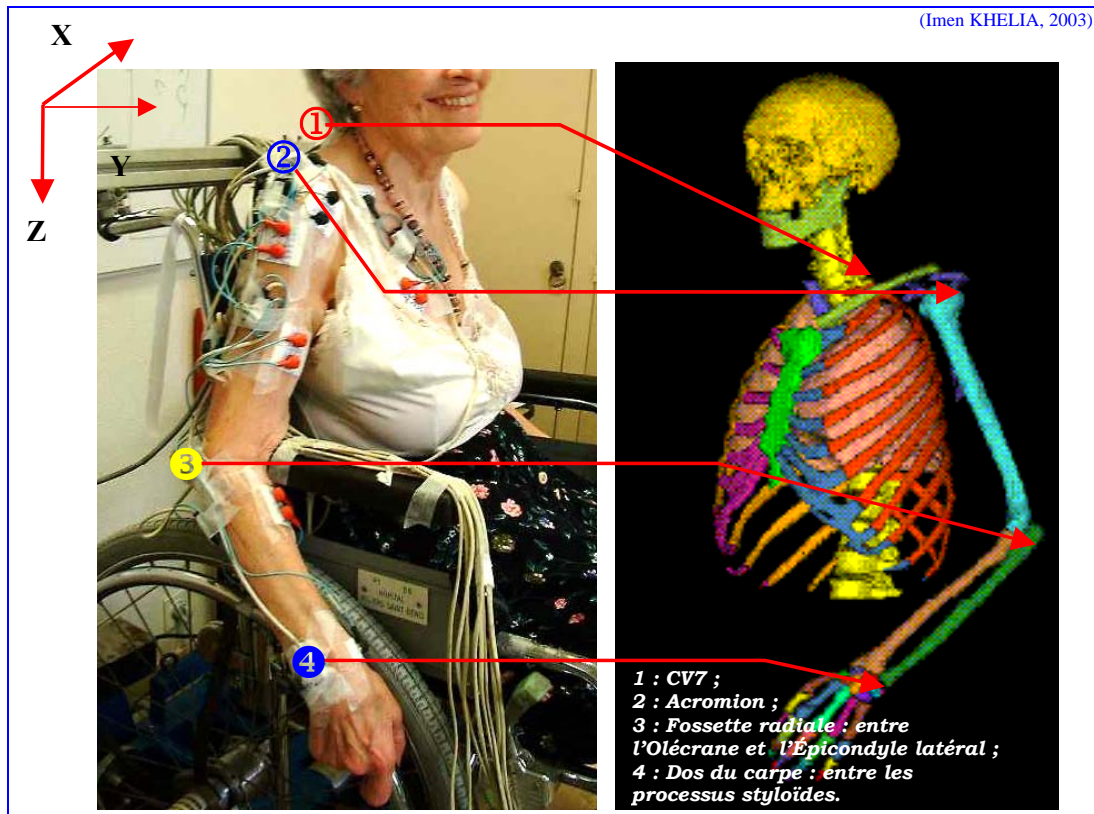 (Imen KHELIA, 2003)
X
Y
Z
1
2
3
4
HÔPITAL
1 : CV7 ;
2 : Acromion ;
3 : Fossette radiale : entre
l'Olécrane et l'Épicondyle latéral ;
4 : Dos du carpe : entre les
processus styloïdes.